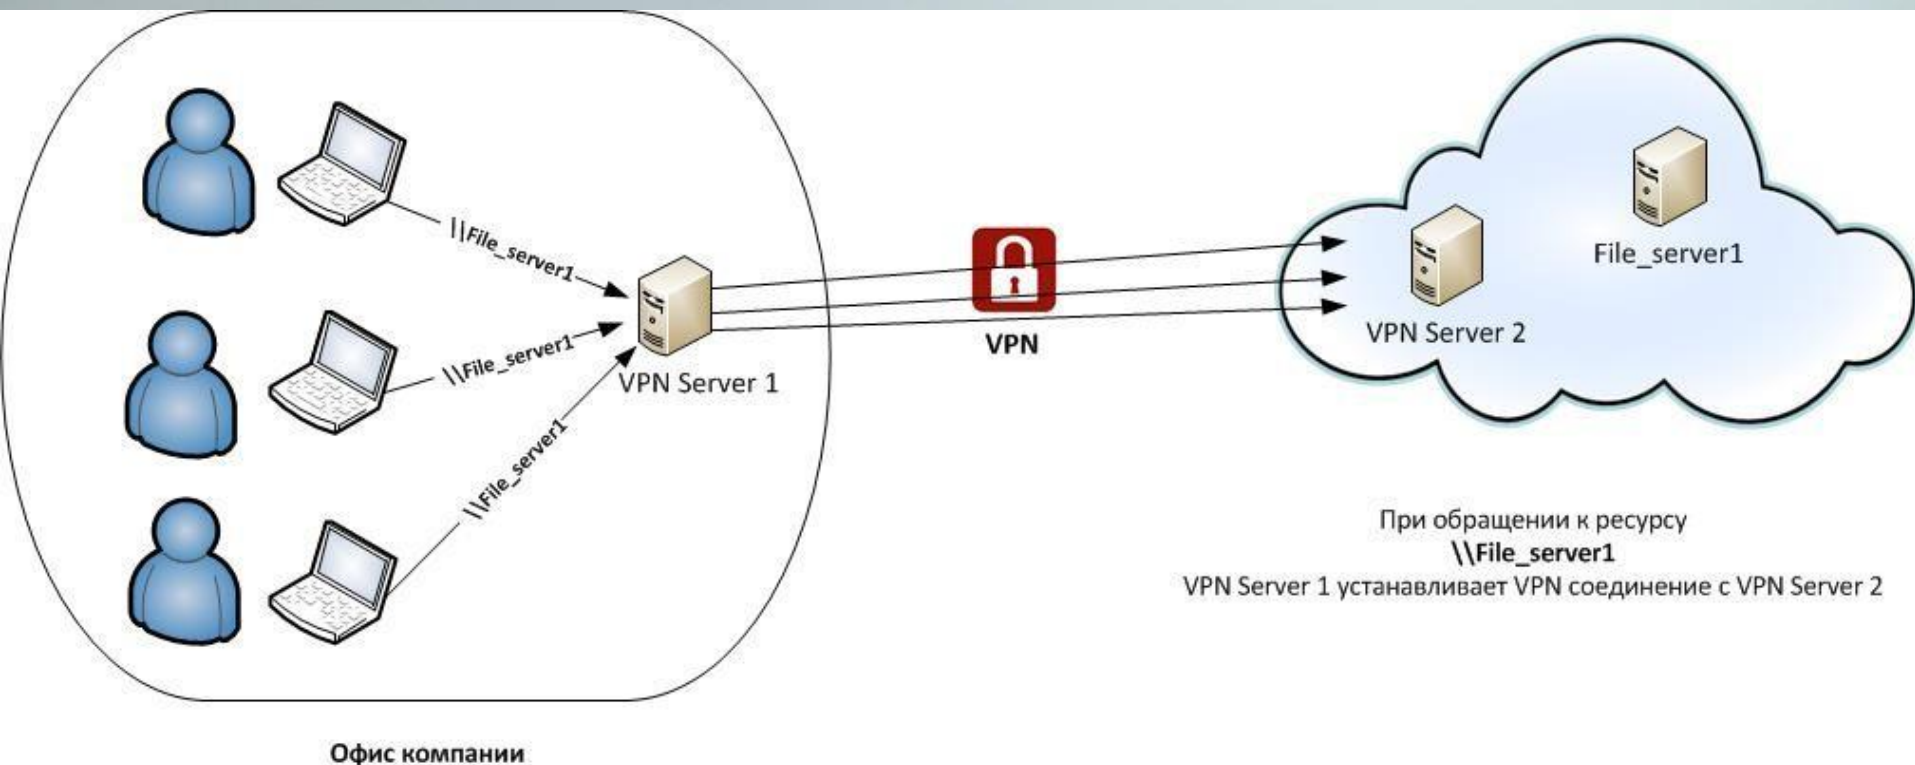 \\File_server1
\\File_server1
\\File_server1
VPN Server 1
VPN
VPN Server 2
File_server1
При обращении к ресурсу
\\File_server1
VPN Server 1 устанавливает VPN соединение с VPN Server 2
Офис компании